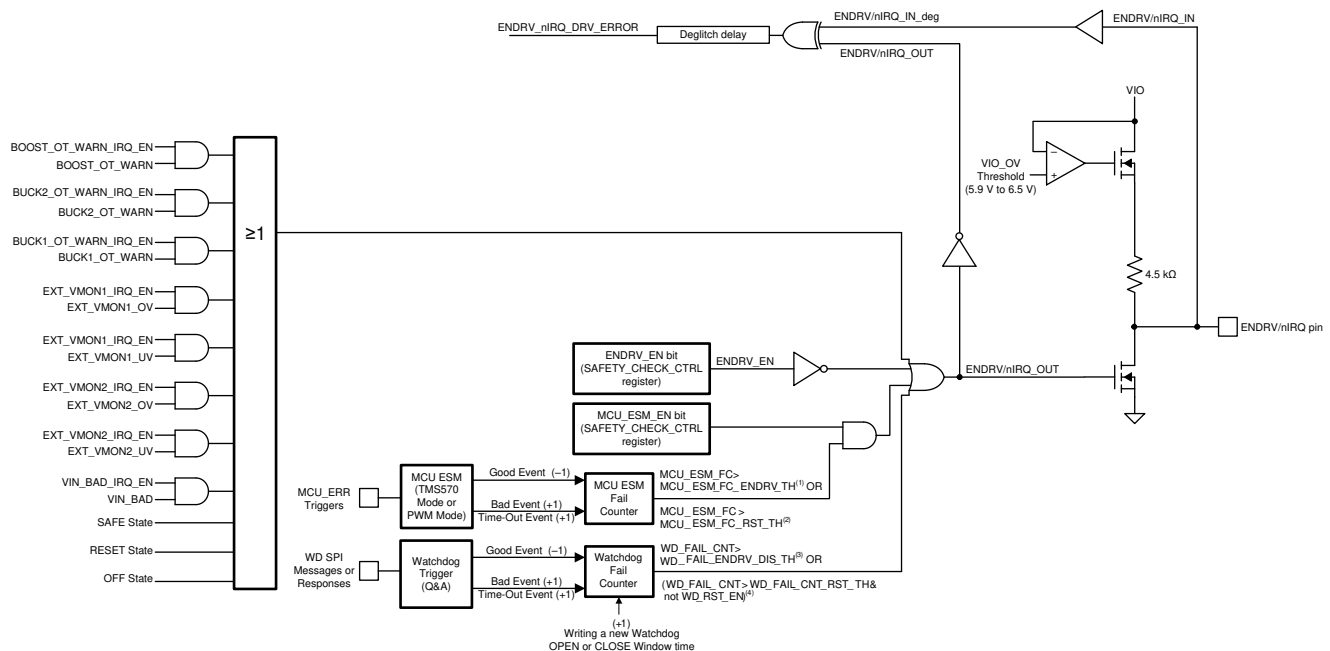 ENDRV_nIRQ_DRV_ERROR
Deglitch delay
ENDRV/nIRQ_IN_deg
ENDRV/nIRQ_IN
ENDRV/nIRQ_OUT
VIO
VIO_OV
Threshold
(5.9 V to 6.5 V)
−
+
4.5 kΩ
ENDRV/nIRQ pin
BOOST_OT_WARN_IRQ_EN
BOOST_OT_WARN
BUCK2_OT_WARN_IRQ_EN
BUCK2_OT_WARN
BUCK1_OT_WARN_IRQ_EN
BUCK1_OT_WARN
EXT_VMON1_IRQ_EN
EXT_VMON1_OV
EXT_VMON1_IRQ_EN
EXT_VMON1_UV
EXT_VMON2_IRQ_EN
EXT_VMON2_OV
EXT_VMON2_IRQ_EN
EXT_VMON2_UV
VIN_BAD_IRQ_EN
VIN_BAD
SAFE State
RESET State
OFF State
≥1
ENDRV_EN bit
(SAFETY_CHECK_CTRL
register)
ENDRV_EN
ENDRV/nIRQ_OUT
MCU_ESM_EN bit
(SAFETY_CHECK_CTRL
register)
MCU_ERR
Triggers
MCU ESM
(TMS570
Mode or
PWM Mode)
Good Event (−1)
Bad Event (+1)
Time-Out Event (+1)
MCU ESM
Fail
Counter
MCU_ESM_FC>
MCU_ESM_FC_ENDRV_TH(1) OR
MCU_ESM_FC >
MCU_ESM_FC_RST_TH(2)
WD SPI
Messages or
Responses
Watchdog
Trigger
(Q&A)
Good Event (−1)
Bad Event (+1)
Time-Out Event (+1)
Watchdog
Fail
Counter
WD_FAIL_CNT>
WD_FAIL_ENDRV_DIS_TH(3) OR
(WD_FAIL_CNT> WD_FAIL_CNT_RST_TH&
not WD_RST_EN)(4)
(+1)
Writing a new Watchdog
OPEN or CLOSE Window time